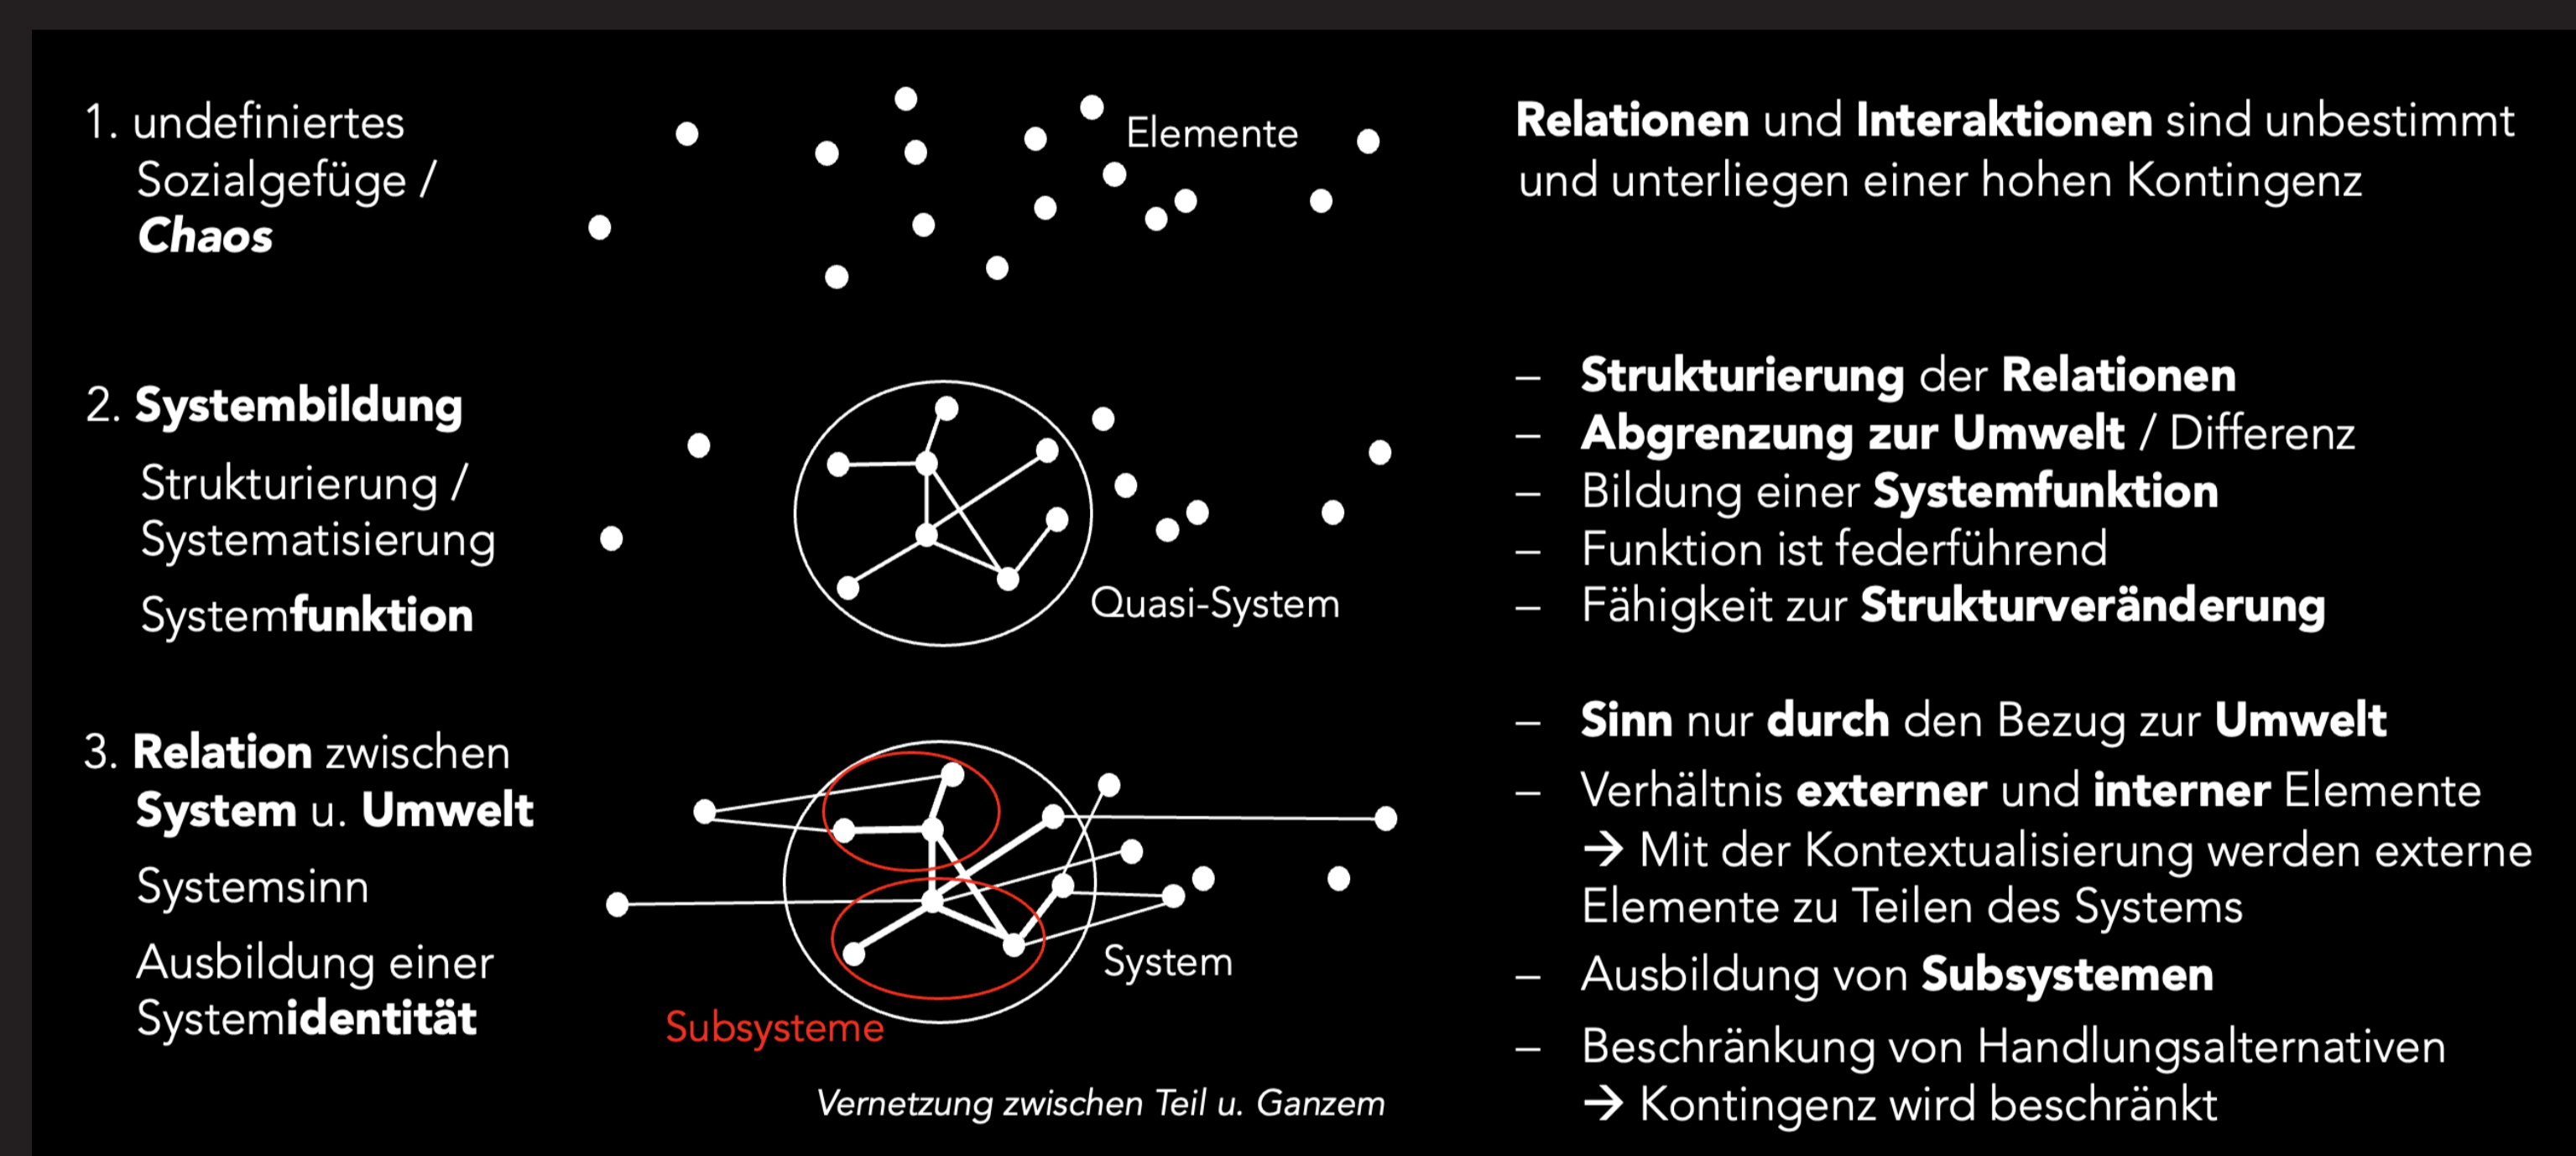 1. undefiniertes
Sozialgefüge /
Chaos
Elemente
Relationen und Interaktionen sind unbestimmt
und unterliegen einer hohen Kontingenz
2. Systembildung
Strukturierung /
Systematisierung
Systemfunktion
Quasi-System
– Strukturierung der Relationen
– Abgrenzung zur Umwelt / Differenz
– Bildung einer Systemfunktion
– Funktion ist federführend
– Fähigkeit zur Strukturveränderung
3. Relation zwischen
System u. Umwelt
Systemsinn
Ausbildung einer
Systemidentität
System
Subsysteme
Vernetzung zwischen Teil u. Ganzem
– Sinn nur durch den Bezug zur Umwelt
– Verhältnis externer und interner Elemente
→ Mit der Kontextualisierung werden externe
Elemente zu Teilen des Systems
– Ausbildung von Subsystemen
– Beschränkung von Handlungsalternativen
→ Kontingenz wird beschränkt